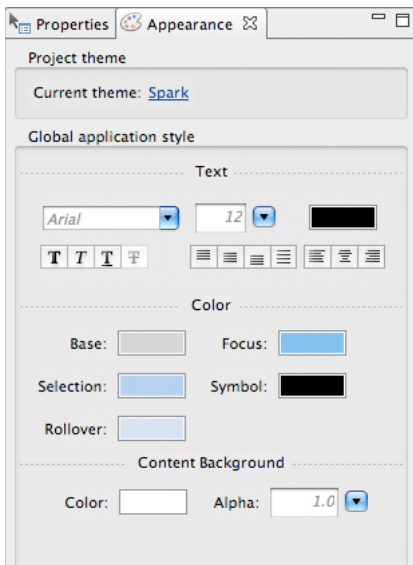 Properties Appearance
Project theme
Current theme: Spark
Global application style
Text
Arial 12
T T T T
Color
Base: Focus:
Selection: Symbol:
Rollover:
Content Background
Color: Alpha: 1.0